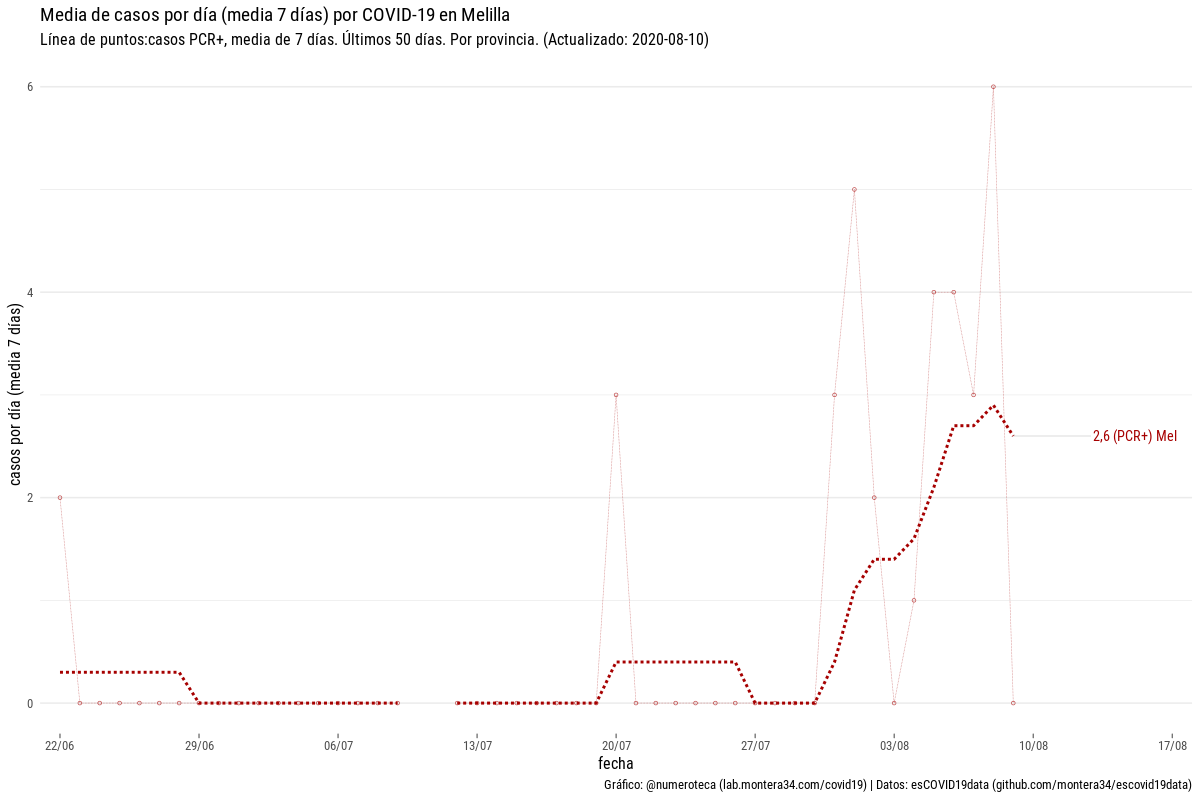 Media de casos por día (media 7 días) por COVID-19 en Melilla
Línea de puntos:casos PCR+, media de 7 días. Últimos 50 días. Por provincia. (Actualizado: 2020-08-10)
casos por día (media 7 días)
6
4
2
0
2,6 (PCR+) Mel
22/06
29/06
06/07
13/07
20/07
27/07
03/08
10/08
17/08
fecha
Gráfico: @numeroteca (lab.montera34.com/covid19) | Datos: esCOVID19data (github.com/montera34/escovid19data)